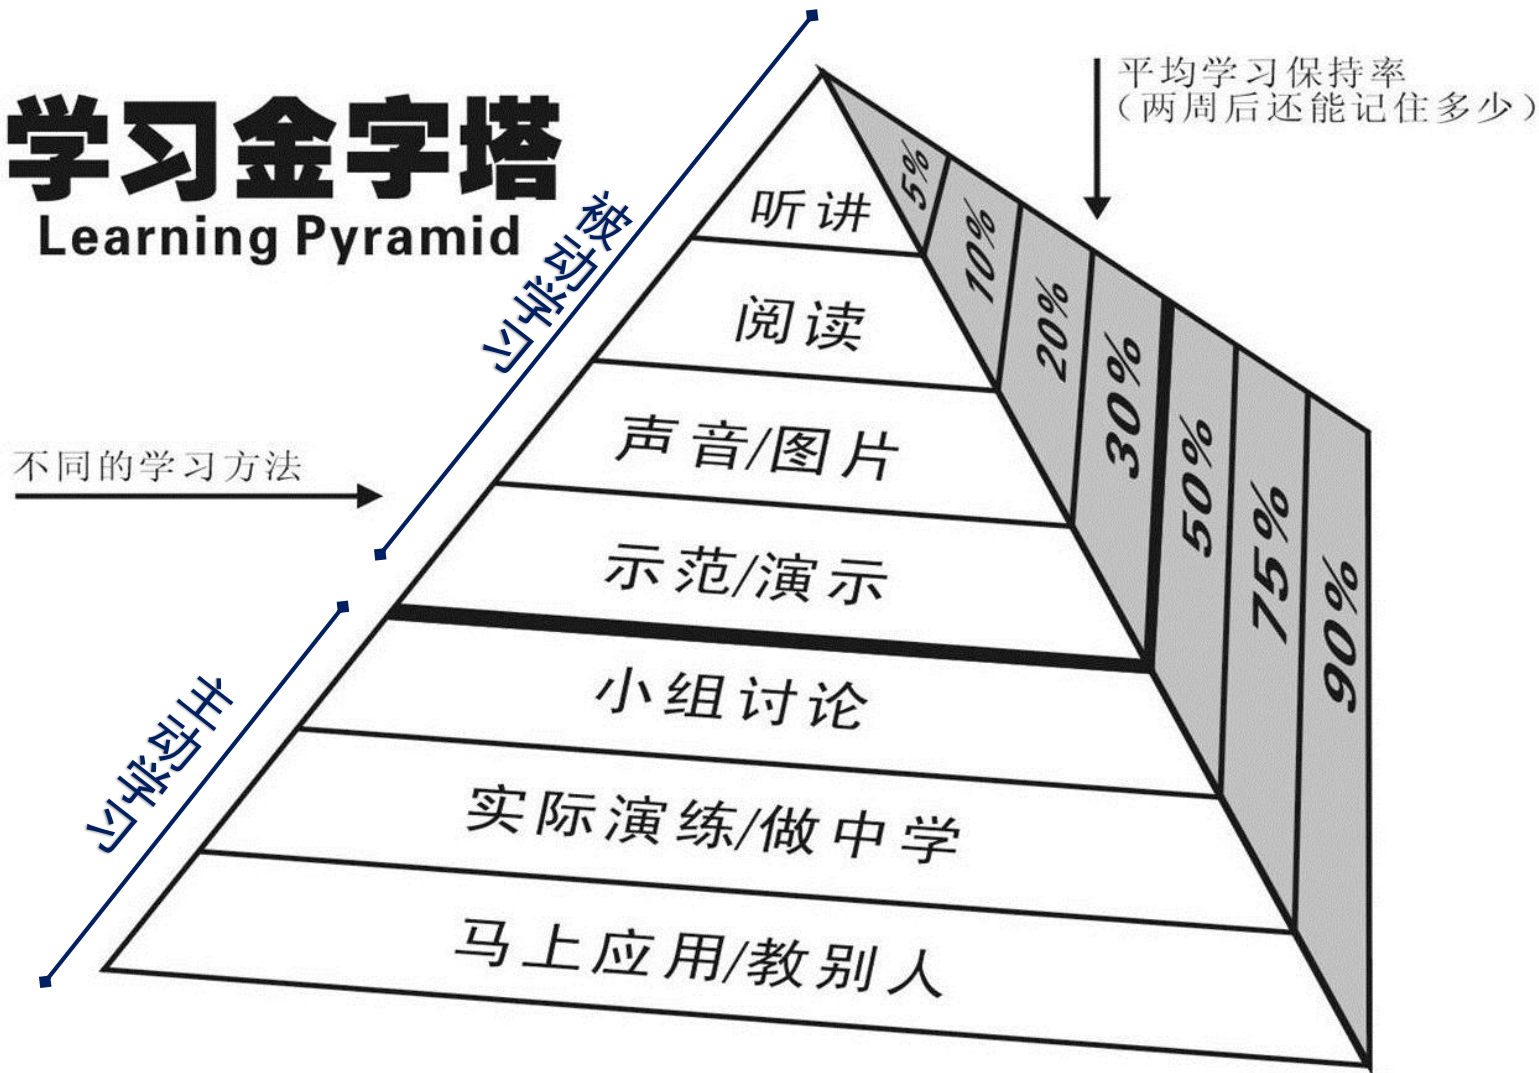 学习金字塔
Learning Pyramid
平均学习保持率
（两周后还能记住多少）
不同的学习方法
被动学习
主动学习
听讲
5%
阅读
10%
声音/图片
20%
示范/演示
30%
小组讨论
50%
实际演练/做中学
75%
马上应用/教别人
90%